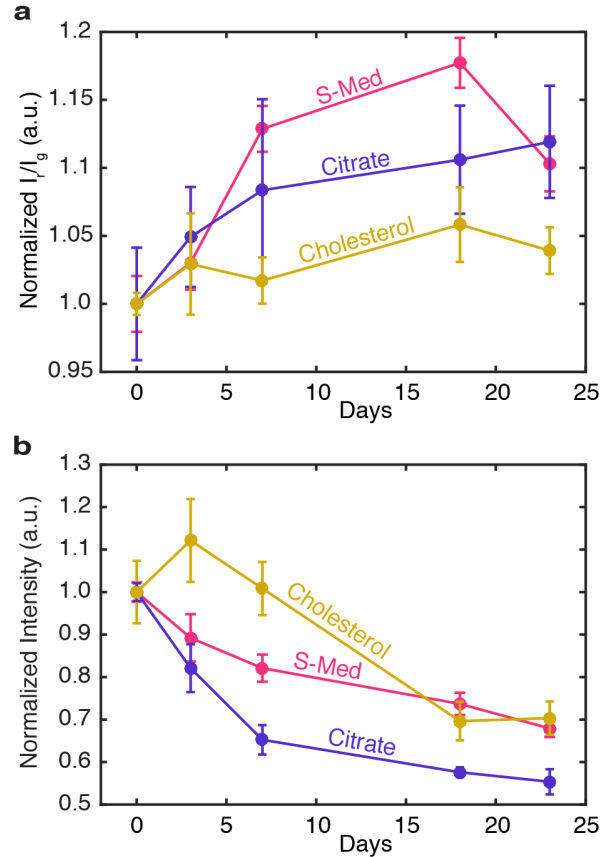 a
1.2
1.15
1.1
1.05
1.0
0.95
Normalized Ir/Ig (a.u.)
S-Med
Citrate
Cholesterol
0 5 10 15 20 25
Days
b
1.3
1.2
1.1
1.0
0.9
0.8
0.7
0.6
0.5
Normalized Intensity (a.u.)
Cholesterol
S-Med
Citrate
0 5 10 15 20 25
Days